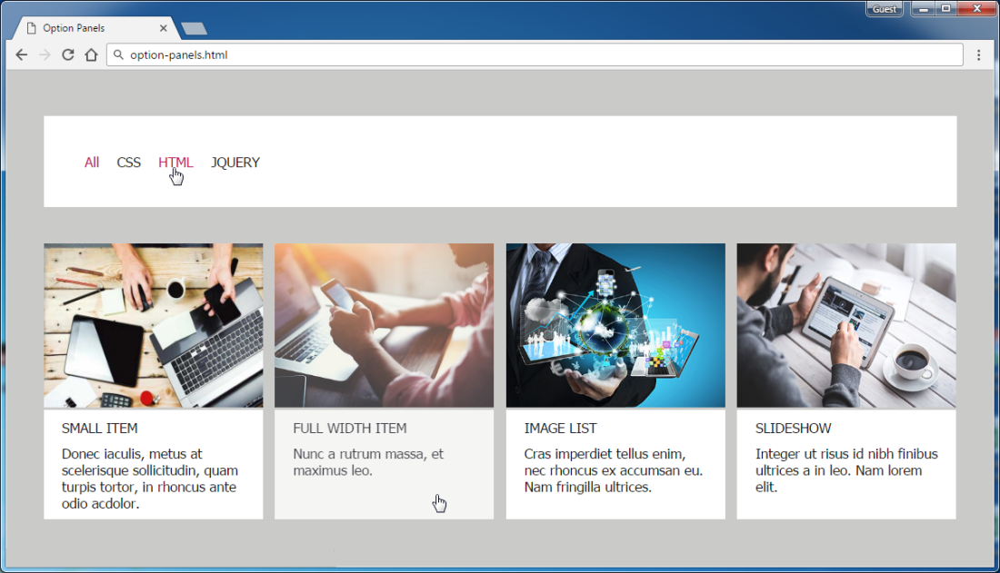 Guest
Option Panels
option-panels.html
All CSS HTML JQUERY
SMALL ITEM
Donec iaculis, metus at
scelerisque sollicitudin, quam
turpis tortor, in rhoncus ante
odio acdolor.
FULL WIDTH ITEM
Nunc a rutrum massa, et
maximus leo.
IMAGE LIST
Cras imperdiet tellus enim,
nec rhoncus ex accumsan eu.
Nam fringilla ultrices.
SLIDESHOW
Integer ut risus id nibh finibus
ultrices a in leo. Nam lorem
elit.